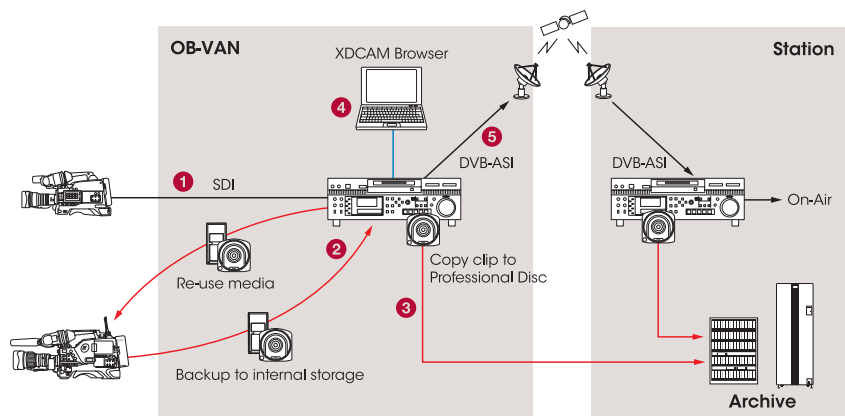 OB-VAN
XDCAM Browser
Station
4
5
DVB-ASI
DVB-ASI
1
SDI
On-Air
2
Re-use media
Copy clip to
Professional Disc
3
Backup to internal storage
Archive